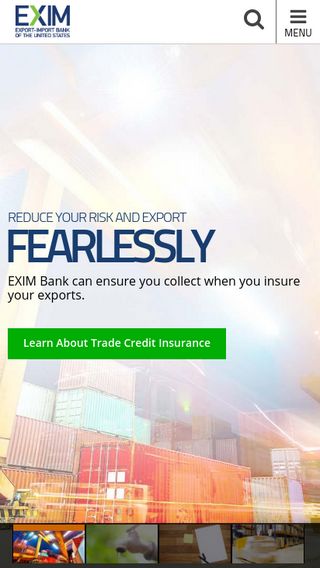 EXIM
EXPORT-IMPORT BANK
OF THE UNITED STATES
MENU
REDUCE YOUR RISK AND EXPORT
FEARLESSLY
EXIM Bank can ensure you collect when you insure
your exports.
Learn About Trade Credit Insurance